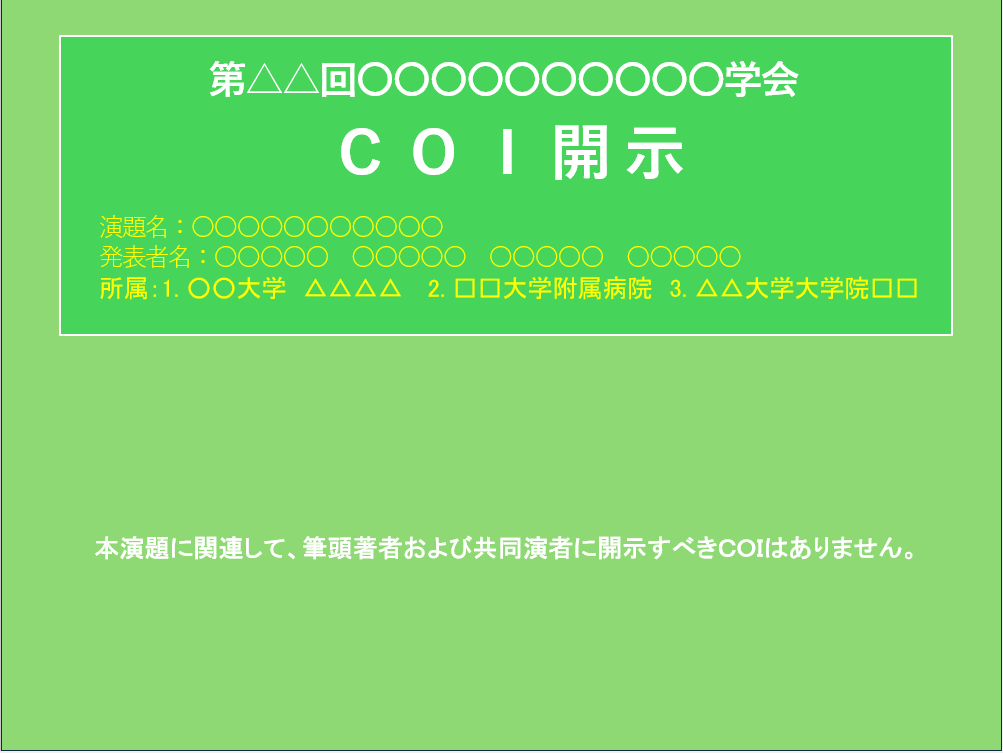 第△△回〇〇〇〇〇〇〇〇〇〇学会
ＣＯＩ開示
演題名：〇〇〇〇〇〇〇〇〇〇〇
発表者名：〇〇〇〇〇　〇〇〇〇〇　〇〇〇〇〇　〇〇〇〇〇
所属：1. 〇〇大学　△△△△　2. □□大学附属病院　3. △△大学大学院□□
本演題に関連して、筆頭著者および共同演者に開示すべきＣＯＩはありません。